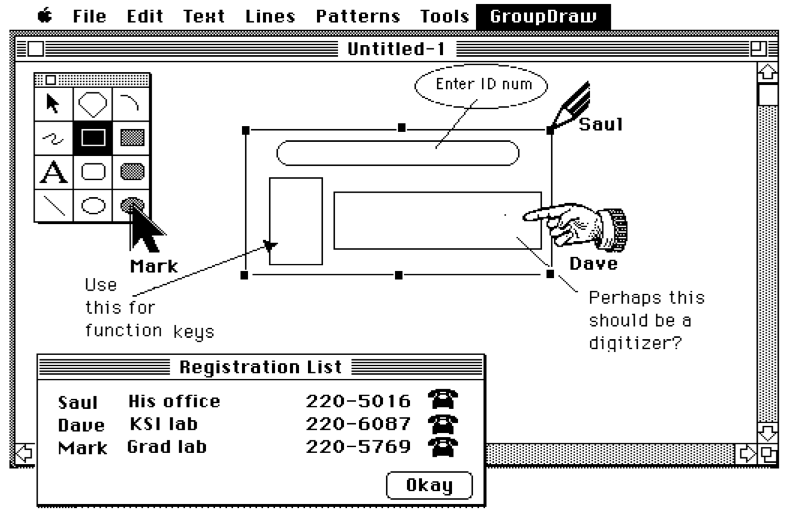 File Edit Text Lines Patterns Tools GroupDraw
Untitled-1
Enter ID num
Saul
A
Mark
Dave
Use
this for
function keys
Perhaps this
should be a
digitizer?
Registration List
Saul His office 220-5016
Dave KSI lab 220-6087
Mark Grad lab 220-5769
Okay